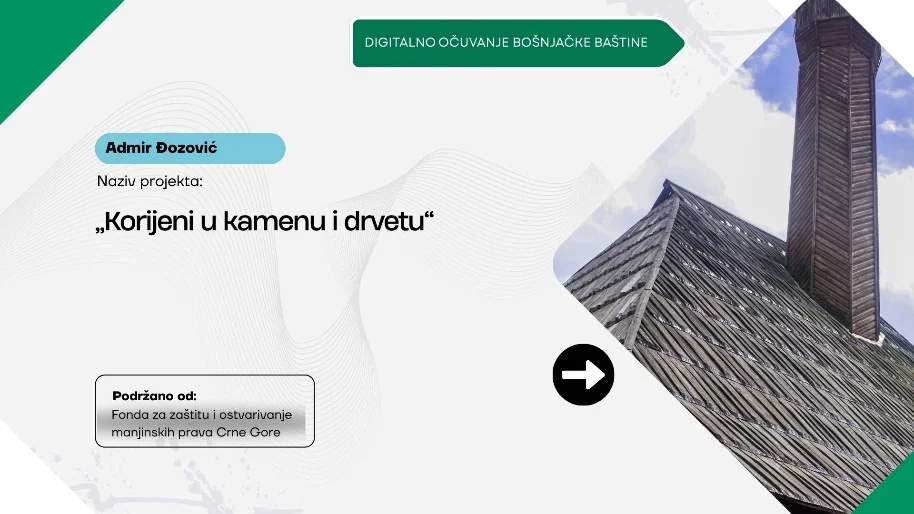 DIGITALNO OČUVANJE BOŠNJAČKE BAŠTINE
Admir Đozović
Naziv projekta:
„Korijeni u kamenu i drvetu“
Podržano od:
Fonda za zaštitu i ostvarivanje
manjinskih prava Crne Gore